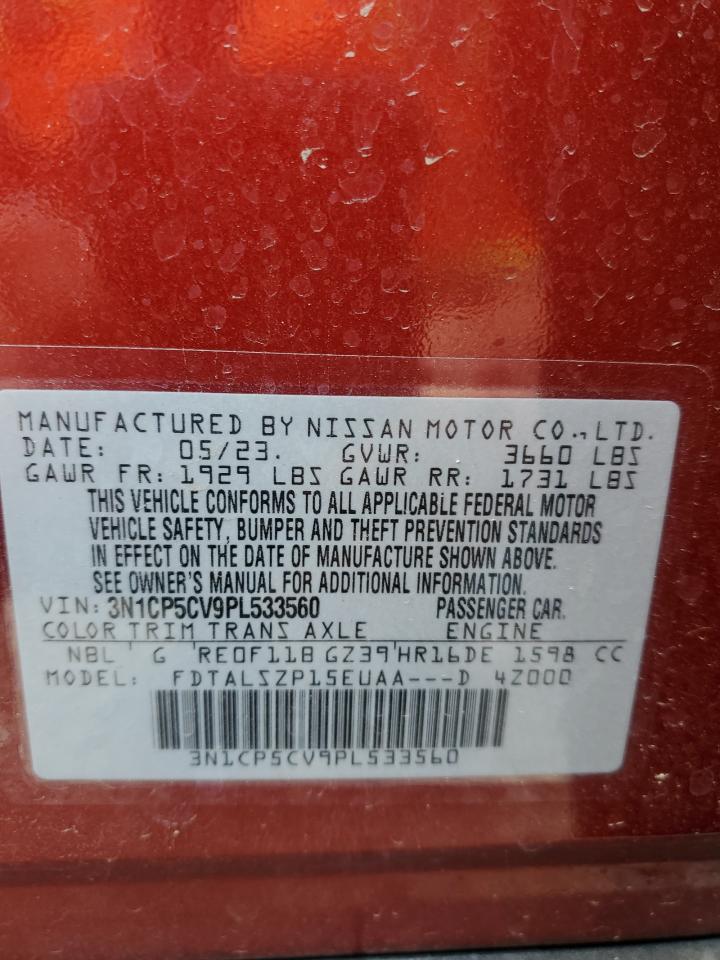 MANUFACTURED BY NISSAN MOTOR CO., LTD.
DATE: 05/23. GVWR: 3660 LBS
GAWR FR: 1929 LBS GAWR RR: 1731 LBS
THIS VEHICLE CONFORMS TO ALL APPLICABLE FEDERAL MOTOR
VEHICLE SAFETY, BUMPER AND THEFT PREVENTION STANDARDS
IN EFFECT ON THE DATE OF MANUFACTURE SHOWN ABOVE.
SEE OWNER'S MANUAL FOR ADDITIONAL INFORMATION.
VIN: 3N1CP5CV9PL533560 PASSENGER CAR.
COLOR TRIM TRANS AXLE ENGINE
NBL G RE0F11B GZ39 HR16DE 1598 CC
MODEL: FDTALSZP15EUAA---D 4Z000
3N1CP5CV9PL533560